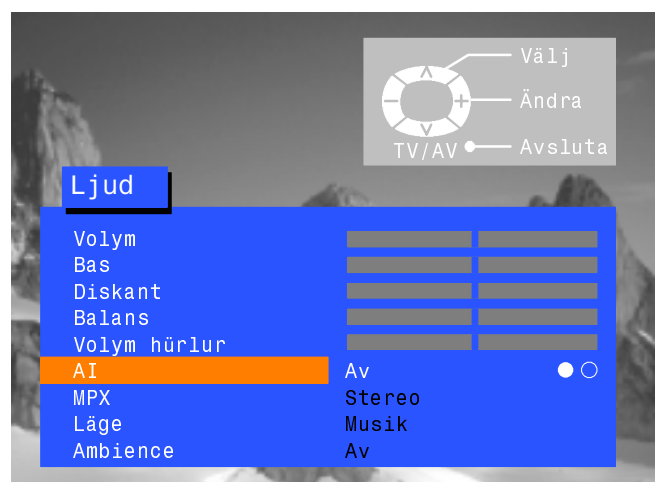 Välj
Ändra
TV/AV Avsluta
Ljud
Volym
Bas
Diskant
Balans
Volym hürlur
AI Av
MPX Stereo
Läge Musik
Ambience Av